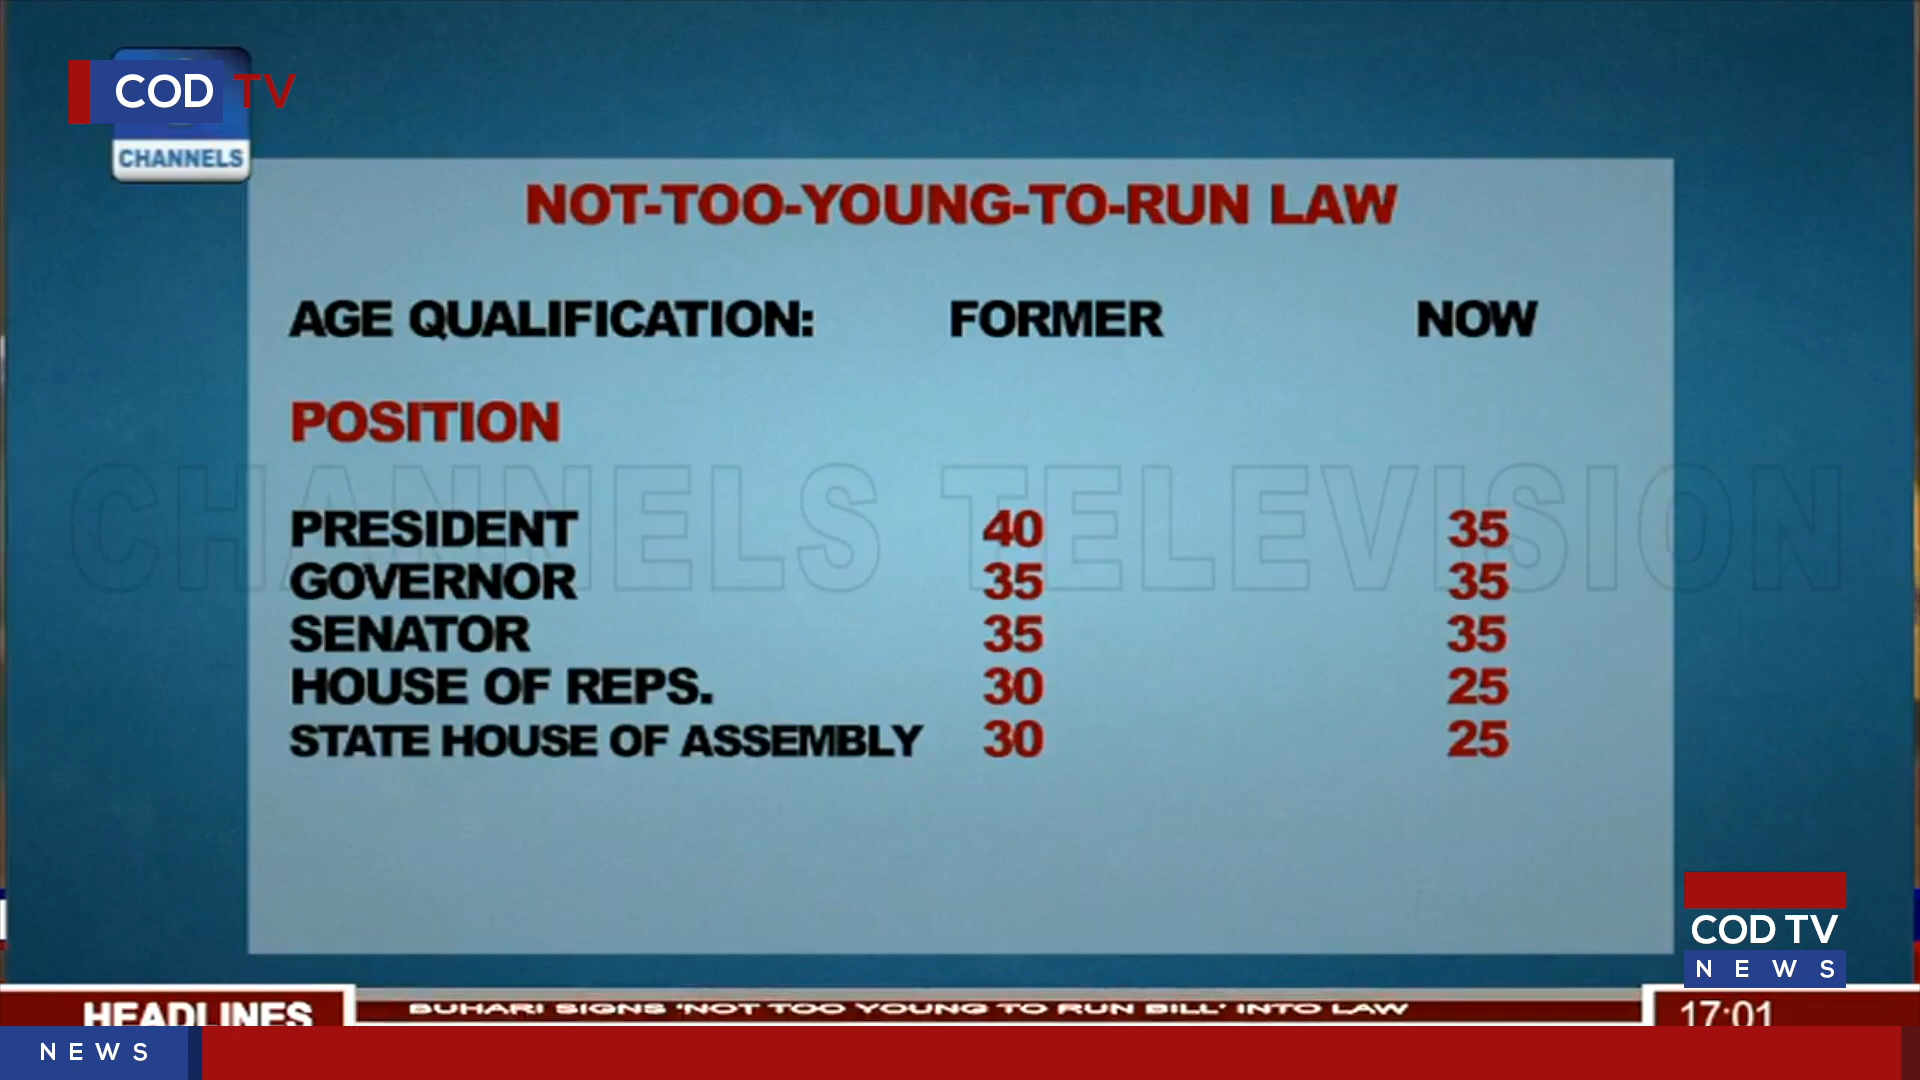 COD TV
CHANNELS
NOT-TOO-YOUNG-TO-RUN LAW
AGE QUALIFICATION: FORMER NOW
POSITION
CHANNELS TELEVISION
PRESIDENT 40 35
GOVERNOR 35 35
SENATOR 35 35
HOUSE OF REPS. 30 25
STATE HOUSE OF ASSEMBLY 30 25
COD TV
NEWS
HEADLINES BUHARI SIGNS 'NOT TOO YOUNG TO RUN BILL' INTO LAW 17:01
NEWS